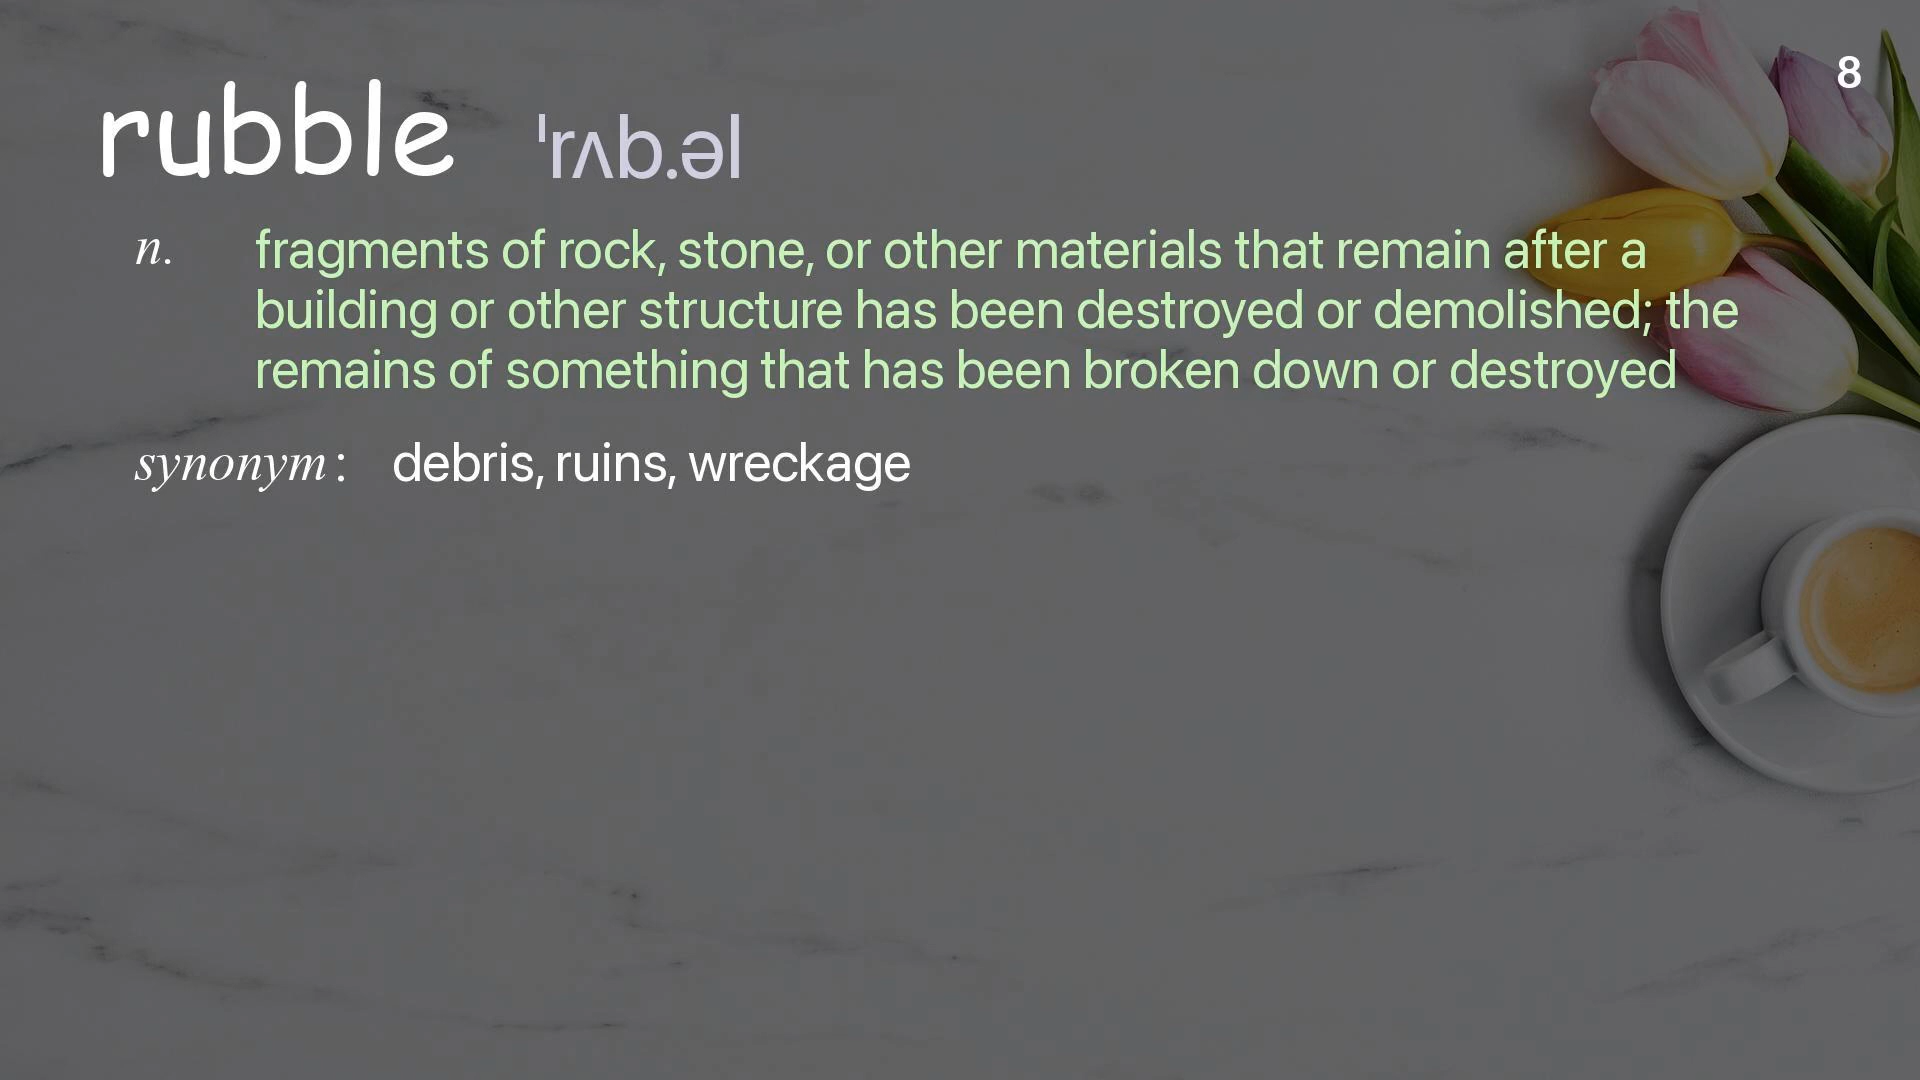 8
rubble ˈrʌb.əl
n. fragments of rock, stone, or other materials that remain after a
building or other structure has been destroyed or demolished; the
remains of something that has been broken down or destroyed
synonym: debris, ruins, wreckage